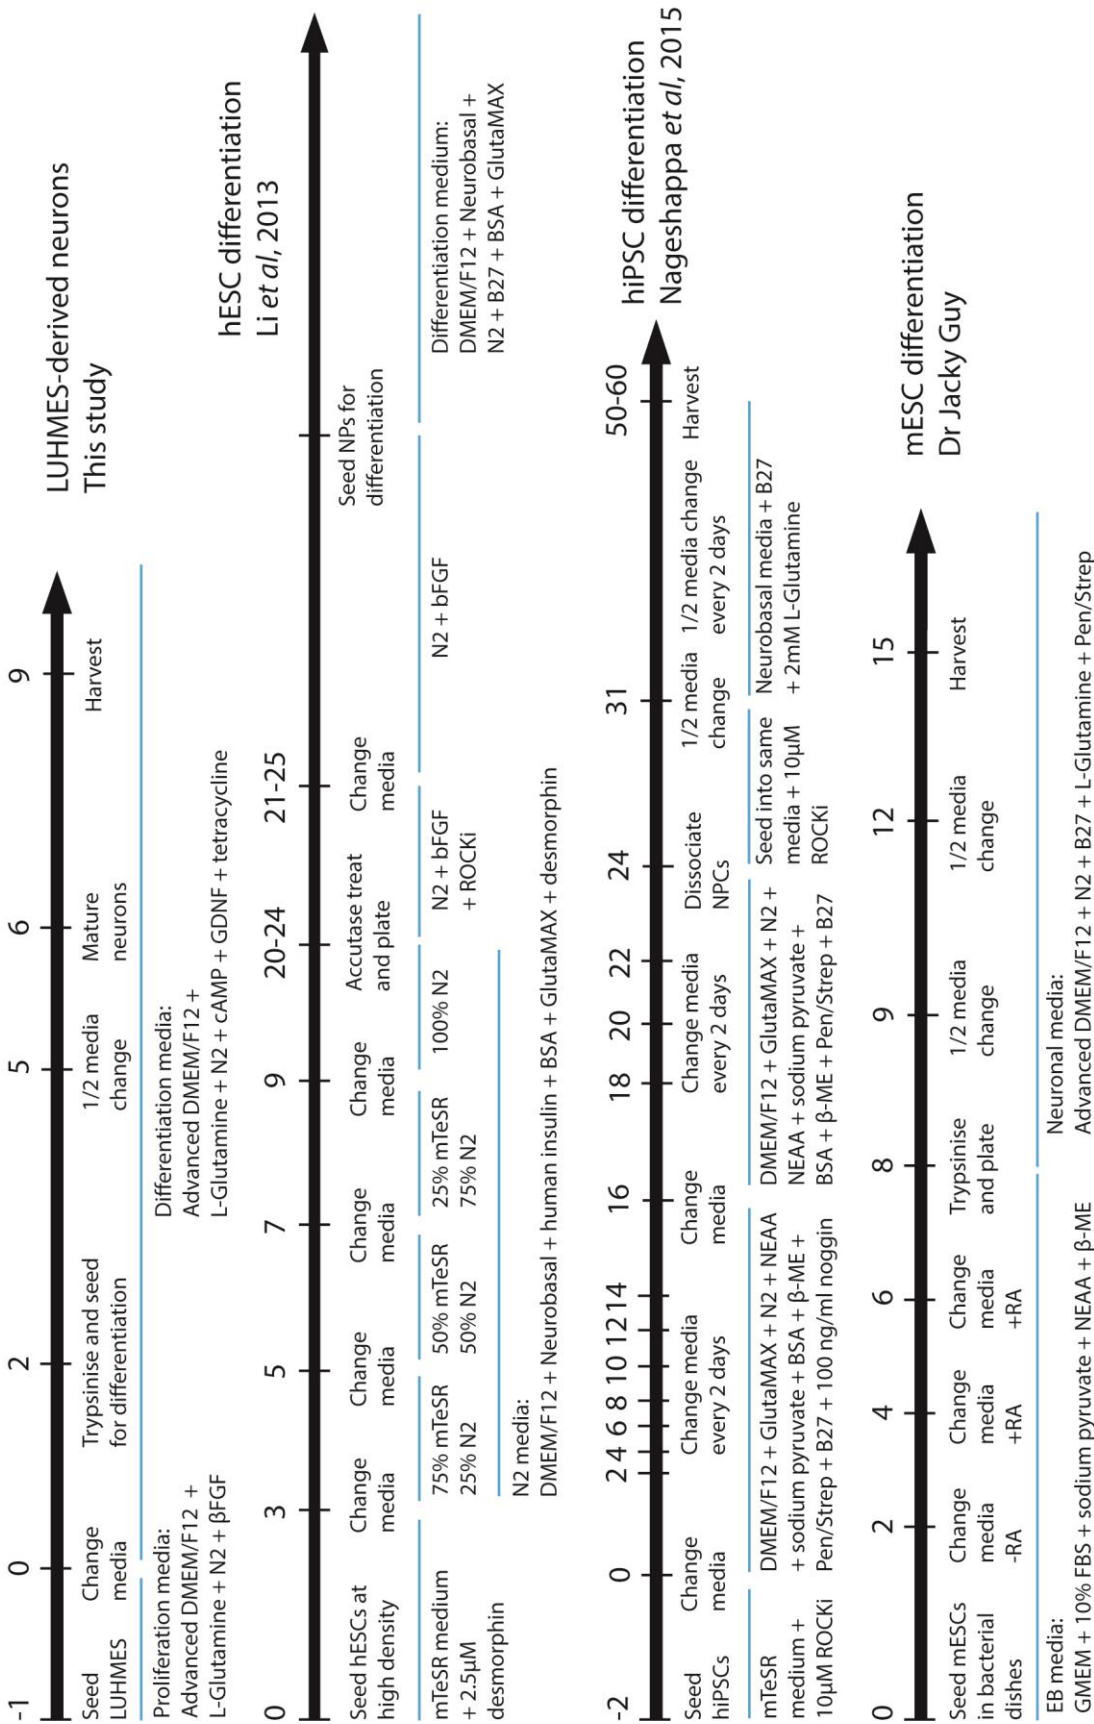 LUHMES-derived neurons
This study
-1
0
2
5
6
9
Seed
LUHMES
Change
media
Trypsinise and seed
for differentiation
1/2 media
change
Mature
neurons
Harvest
Proliferation media:
Advanced DMEM/F12 +
L-Glutamine + N2 + βFGF
Differentiation media:
Advanced DMEM/F12 +
L-Glutamine + N2 + cAMP + GDNF + tetracycline
hESC differentiation
Li et al, 2013
0
3
5
7
9
20-24
21-25
Seed hESCs at
high density
Change
media
Change
media
Change
media
Change
media
Accutase treat
and plate
Change
media
Seed NPs for
differentiation
mTeSR medium
+ 2.5μM
desmorphin
75% mTeSR
25% N2
50% mTeSR
50% N2
25% mTeSR
75% N2
100% N2
N2 + bFGF
+ ROCKi
N2 + bFGF
Differentiation medium:
DMEM/F12 + Neurobasal +
N2 + B27 + BSA + GlutaMAX
N2 media:
DMEM/F12 + Neurobasal + human insulin + BSA + GlutaMAX + desmorphin
hiPSC differentiation
Nageshappa et al, 2015
-2
0
2 4 6 8 10 12 14
16
18
20
22
24
31
50-60
Seed
hiPSCs
Change
media
Change media
every 2 days
Change
media
Change media
every 2 days
Dissociate
NPCs
1/2 media
change
1/2 media change
every 2 days
Harvest
mTeSR
medium +
10μM ROCKi
DMEM/F12 + GlutaMAX + N2 + NEAA
+ sodium pyruvate + BSA + β-ME +
Pen/Strep + B27 + 100 ng/ml noggin
DMEM/F12 + GlutaMAX + N2 +
NEAA + sodium pyruvate +
BSA + β-ME + Pen/Strep + B27
Seed into same
media + 10μM
ROCKi
Neurobasal media + B27
+ 2mM L-Glutamine
mESC differentiation
Dr Jacky Guy
0
2
4
6
8
9
12
15
Seed mESCs
in bacterial
dishes
Change
media
-RA
Change
media
+RA
Change
media
+RA
Trypsinise
and plate
1/2 media
change
1/2 media
change
Harvest
EB media:
GMEM + 10% FBS + sodium pyruvate + NEAA + β-ME
Neuronal media:
Advanced DMEM/F12 + N2 + B27 + L-Glutamine + Pen/Strep